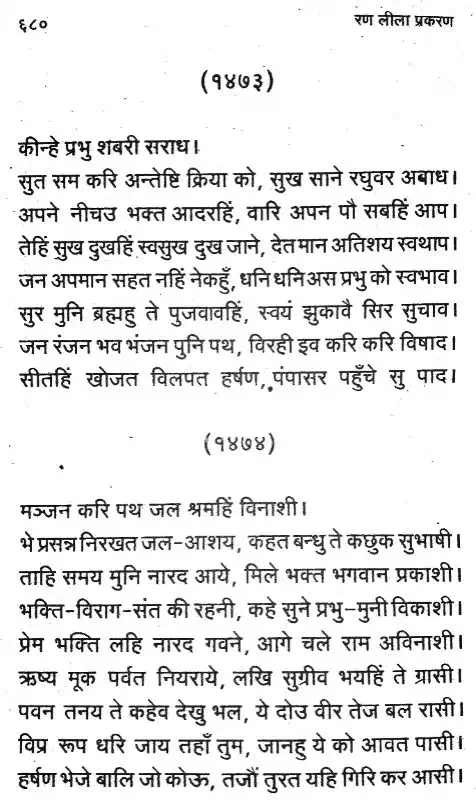 ६८०
रण लीला प्रकरण
(१४७३)
कीन्हे प्रभु शबरी सराध।
सुत सम करि अन्तेष्टि क्रिया को, सुख साने रघुवर अबाध।
अपने नीचउ भक्त आदरहिं, वारि अपन पौ सबहिं आप।
तेहिं सुख दुखहिं स्वसुख दुख जाने, देत मान अतिशय स्वथाप।
जन अपमान सहत नहिं नेकहुँ, धनि धनि अस प्रभु को स्वभाव।
सुर मुनि ब्रह्महु ते पुजवावहिं, स्वयं झुकावै सिर सुचाव।
जन रंजन भव भंजन पुनि पथ, विरही इव करि करि विषाद।
सीतहिं खोजत विलपत हर्षण, पंपासर पहुँचे सु पाद।
(१४७४)
मञ्जन करि पथ जल श्रमहिं विनाशी।
भे प्रसन्न निरखत जल-आशय, कहत बन्धु ते कछुक सुभाषी।
ताहि समय मुनि नारद आये, मिले भक्त भगवान प्रकाशी।
भक्ति-विराग-संत की रहनी, कहे सुने प्रभु-मुनी विकाशी।
प्रेम भक्ति लहि नारद गवने, आगे चले राम अविनाशी।
ऋष्य मूक पर्वत नियराये, लखि सुग्रीव भयहिं ते ग्रासी।
पवन तनय ते कहेव देखु भल, ये दोउ वीर तेज बल रासी।
विप्र रूप धरि जाय तहाँ तुम, जानहु ये को आवत पासी।
हर्षण भेजे बालि जो कोऊ, तजौं तुरत यहि गिरि कर आसी।